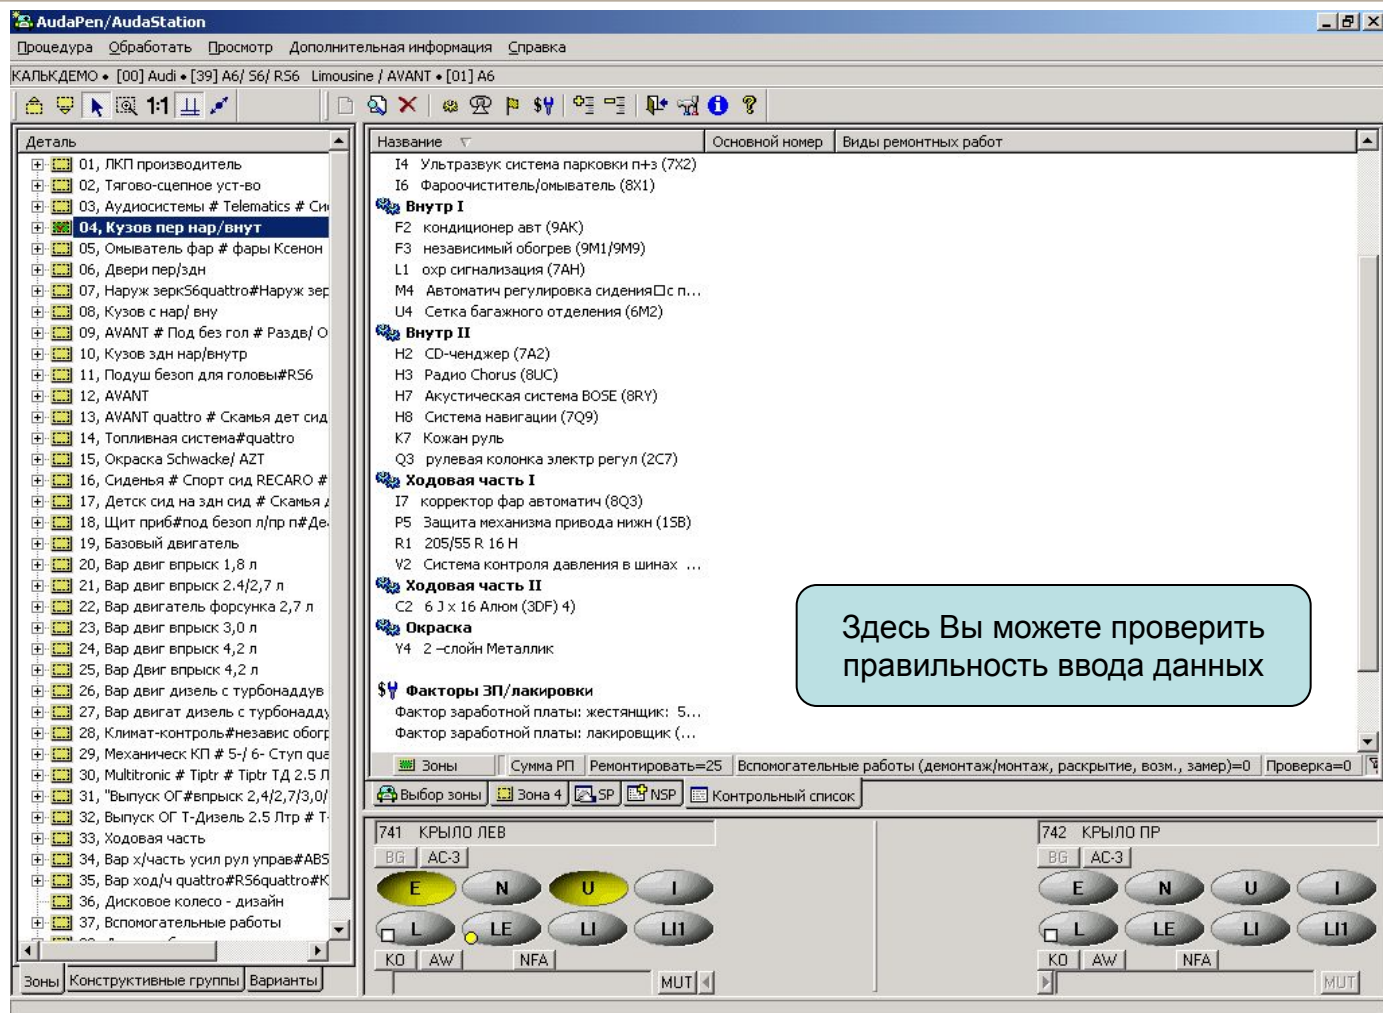 AudaPen/AudaStation
Процедура Обработать Просмотр Дополнительная информация Справка
КАЛЬКДЕМО • [00] Audi • [39] A6/ S6/ RS6 Limousine / AVANT • [01] A6
1:1
Деталь
01, ЛКП производитель
02, Тягово-сцепное уст-во
03, Аудиосистемы # Telematics # Си
04, Кузов пер нар/внут
05, Омыватель фар # фары Ксенон
06, Двери пер/здн
07, Наруж зеркS6quattro#Наруж зер
08, Кузов с нар/ вну
09, AVANT # Под без гол # Раздв/ О
10, Кузов здн нар/внутр
11, Подуш безоп для головы#RS6
12, AVANT
13, AVANT quattro # Скамья дет сид
14, Топливная система#quattro
15, Окраска Schwacke/ AZT
16, Сиденья # Спорт сид RECARO #
17, Детск сид на здн сид # Скамья д
18, Щит приб#под безоп л/пр п#Де
19, Базовый двигатель
20, Вар двиг впрыск 1,8 л
21, Вар двиг впрыск 2.4/2,7 л
22, Вар двигатель форсунка 2,7 л
23, Вар двиг впрыск 3,0 л
24, Вар двиг впрыск 4,2 л
25, Вар Двиг впрыск 4,2 л
26, Вар двиг дизель с турбонаддув
27, Вар двигат дизель с турбонадду
28, Климат-контроль#независ обогр
29, Механическ КП # 5-/ 6- Ступ qua
30, Multitronic # Tiptr # Tiptr ТД 2.5 Л
31, "Выпуск ОГ#впрыск 2,4/2,7/3,0/
32, Выпуск ОГ Т-Дизель 2.5 Лтр # Т-
33, Ходовая часть
34, Вар х/часть усил рул управ#ABS
35, Вар ход/ч quattro#RS6quattro#К
36, Дисковое колесо - дизайн
37, Вспомогательные работы
Зоны Конструктивные группы Варианты
Название Основной номер Виды ремонтных работ
I4 Ультразвук система парковки п+з (7X2)
I6 Фароочиститель/омыватель (8X1)
Внутр I
F2 кондиционер авт (9AK)
F3 независимый обогрев (9M1/9M9)
L1 охр сигнализация (7AH)
M4 Автоматич регулировка сидения□с п...
U4 Сетка багажного отделения (6M2)
Внутр II
H2 CD-ченджер (7A2)
H3 Радио Chorus (8UC)
H7 Акустическая система BOSE (8RY)
H8 Система навигации (7Q9)
K7 Кожан руль
Q3 рулевая колонка электр регул (2C7)
Ходовая часть I
I7 корректор фар автоматич (8Q3)
P5 Защита механизма привода нижн (1SB)
R1 205/55 R 16 H
V2 Система контроля давления в шинах ...
Ходовая часть II
C2 6 J x 16 Алюм (3DF) 4)
Окраска
Y4 2 –слойн Металлик
Факторы ЗП/лакировки
Фактор заработной платы: жестянщик: 5...
Фактор заработной платы: лакировщик (...
Здесь Вы можете проверить
правильность ввода данных
Зоны Сумма РП Ремонтировать=25 Вспомогательные работы (демонтаж/монтаж, раскрытие, возм., замер)=0 Проверка=0
Выбор зоны Зона 4 SP NSP Контрольный список
741 КРЫЛО ЛЕВ
BG AC-3
E N U I
L LE LI LI1
KO AW NFA
MUT
742 КРЫЛО ПР
BG AC-3
E N U I
L LE LI LI1
KO AW NFA
MUT